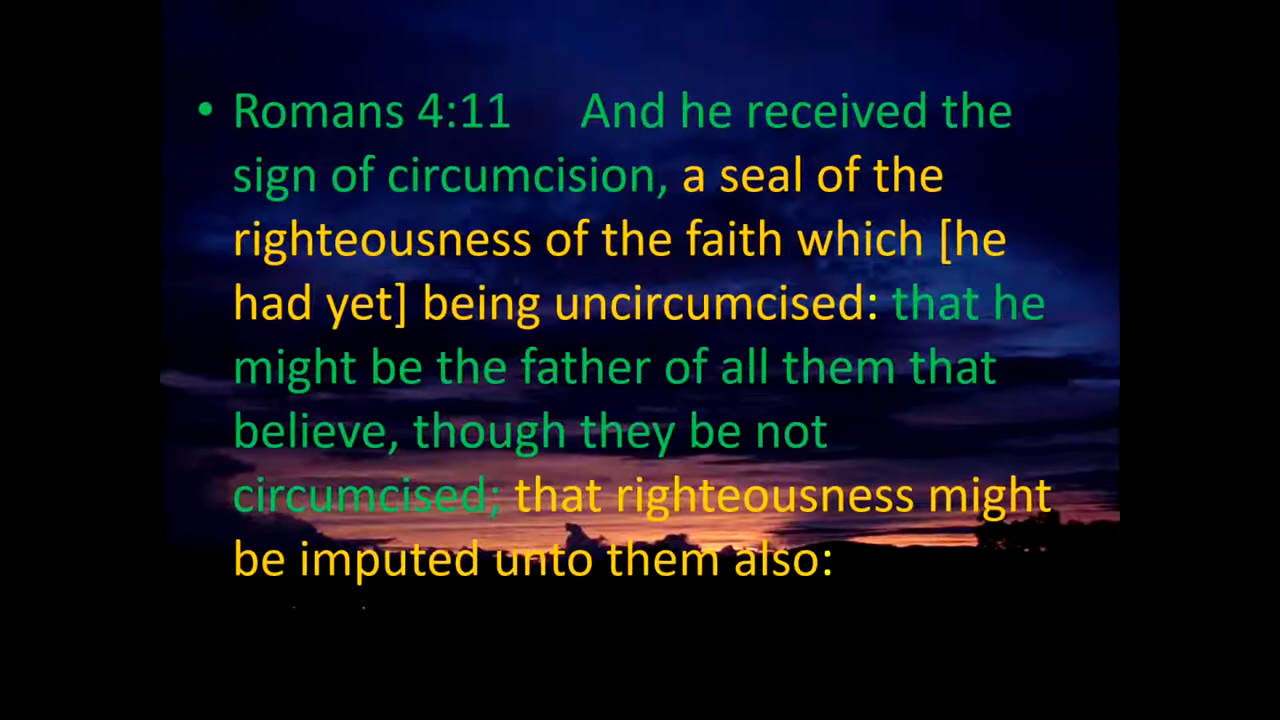 • Romans 4:11 And he received the
sign of circumcision, a seal of the
righteousness of the faith which [he
had yet] being uncircumcised: that he
might be the father of all them that
believe, though they be not
circumcised; that righteousness might
be imputed unto them also: